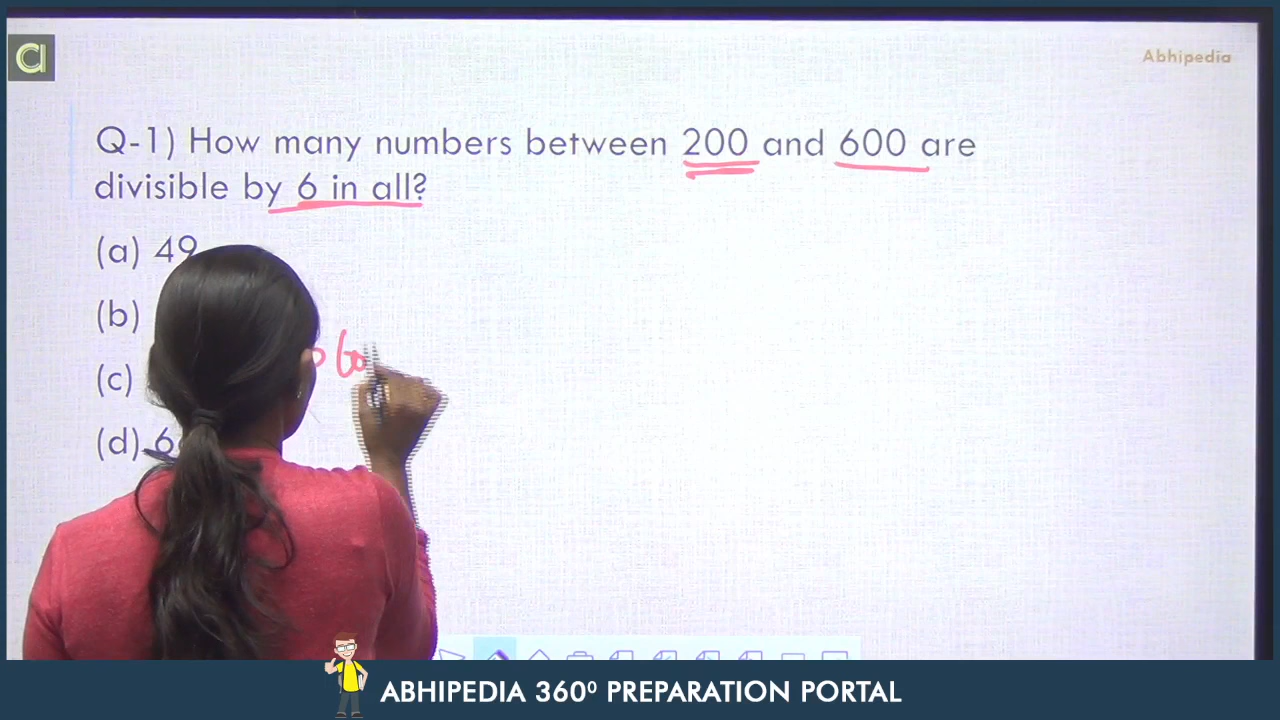 Abhipedia
Q-1) How many numbers between 200 and 600 are
divisible by 6 in all?
(a) 49
(b)
(c)
(d)
ABHIPEDIA 360⁰ PREPARATION PORTAL